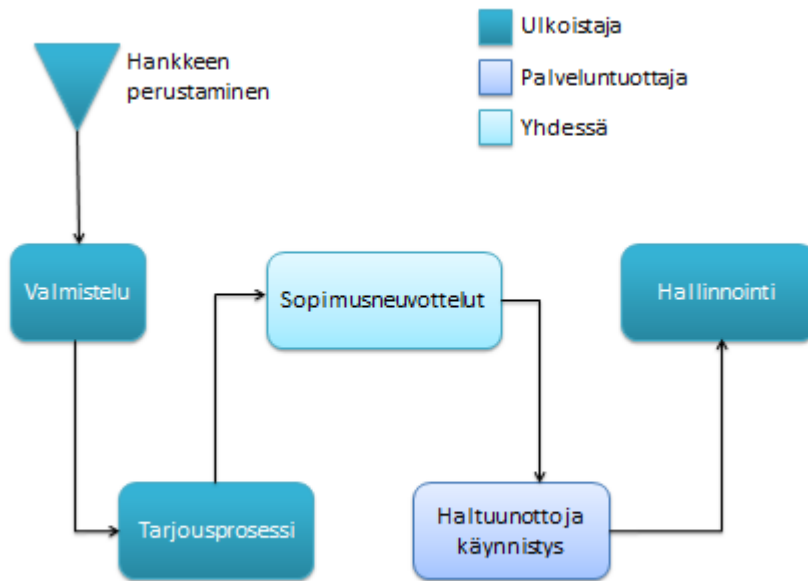 Hankkeen
perustaminen
Ulkoistaja
Palveluntuottaja
Yhdessä
Valmistelu
Sopimusneuvottelut
Hallinnointi
Tarjousprosessi
Haltuunotto ja
käynnistys